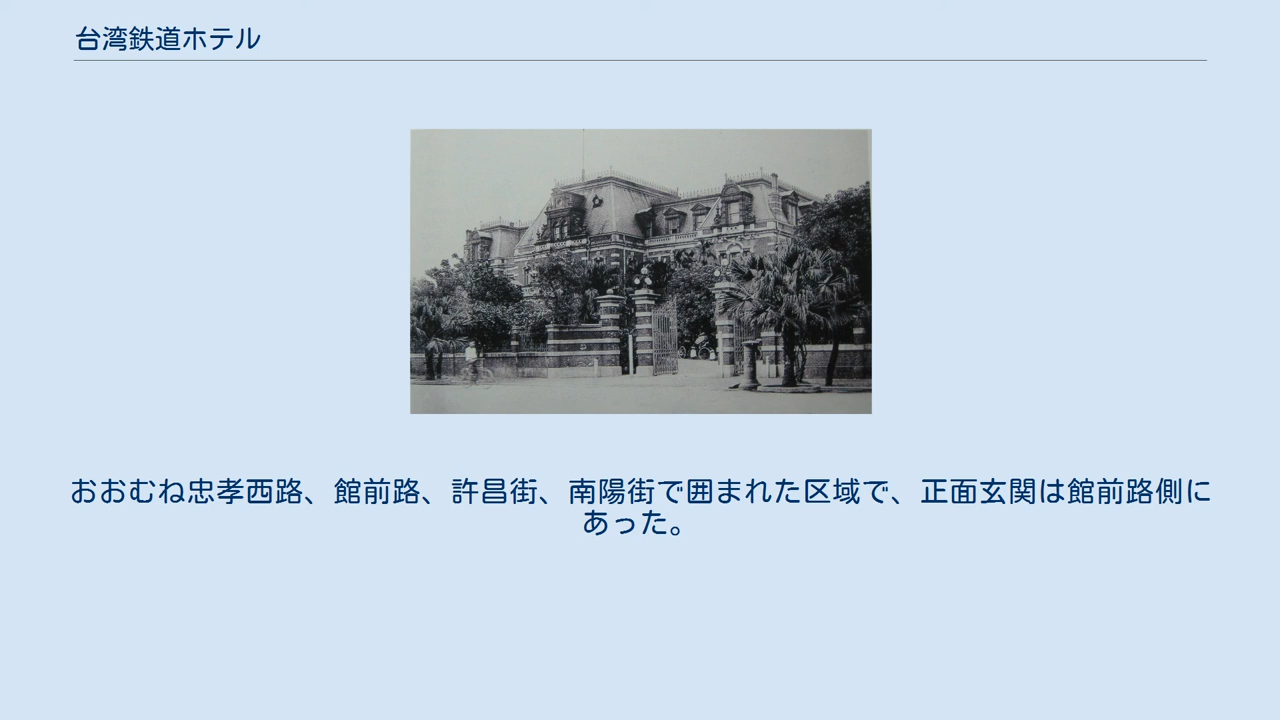 台湾鉄道ホテル
おおむね忠孝西路、館前路、許昌街、南陽街で囲まれた区域で、正面玄関は館前路側に
あった。